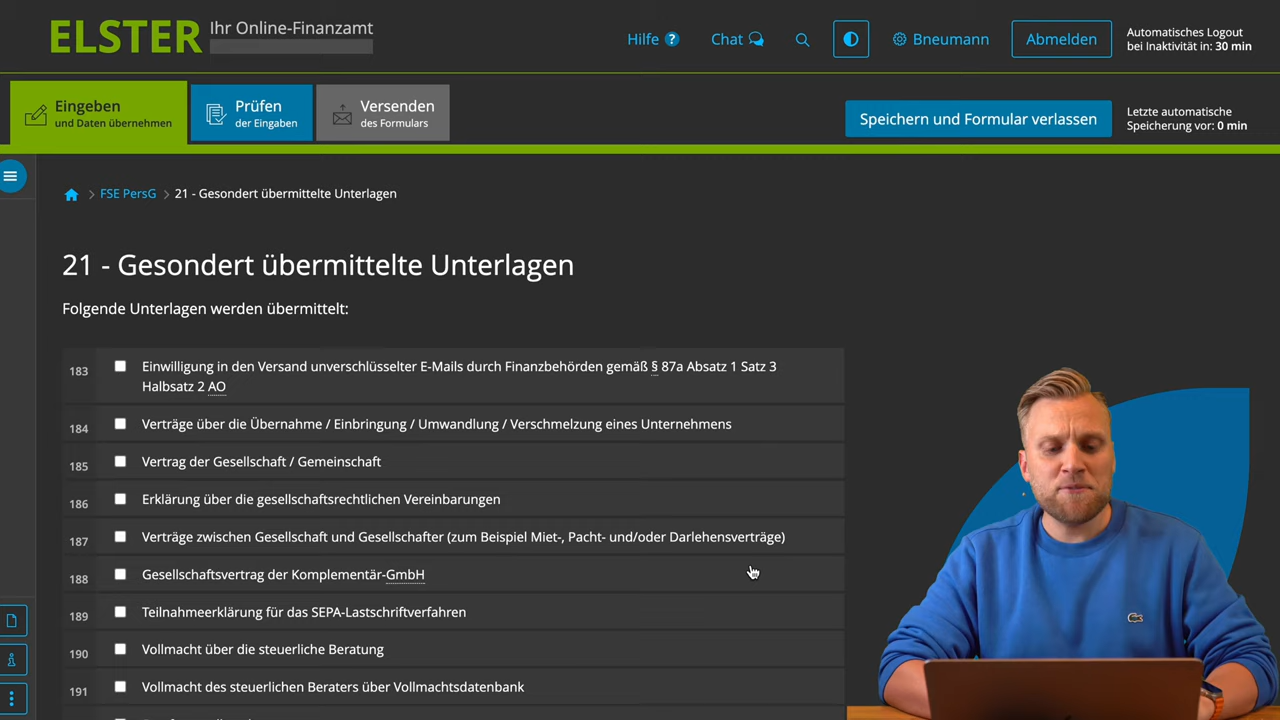 ELSTER
Ihr Online-Finanzamt
Hilfe ?
Chat
Bneumann
Abmelden
Automatisches Logout
bei Inaktivität in: 30 min
Eingeben
und Daten übernehmen
Prüfen
der Eingaben
Versenden
des Formulars
Speichern und Formular verlassen
Letzte automatische
Speicherung vor: 0 min
FSE PersG > 21 - Gesondert übermittelte Unterlagen
21 - Gesondert übermittelte Unterlagen
Folgende Unterlagen werden übermittelt:
183 Einwilligung in den Versand unverschlüsselter E-Mails durch Finanzbehörden gemäß § 87a Absatz 1 Satz 3
Halbsatz 2 AO
184 Verträge über die Übernahme / Einbringung / Umwandlung / Verschmelzung eines Unternehmens
185 Vertrag der Gesellschaft / Gemeinschaft
186 Erklärung über die gesellschaftsrechtlichen Vereinbarungen
187 Verträge zwischen Gesellschaft und Gesellschafter (zum Beispiel Miet-, Pacht- und/oder Darlehensverträge)
188 Gesellschaftsvertrag der Komplementär-GmbH
189 Teilnahmeerklärung für das SEPA-Lastschriftverfahren
190 Vollmacht über die steuerliche Beratung
191 Vollmacht des steuerlichen Beraters über Vollmachtsdatenbank